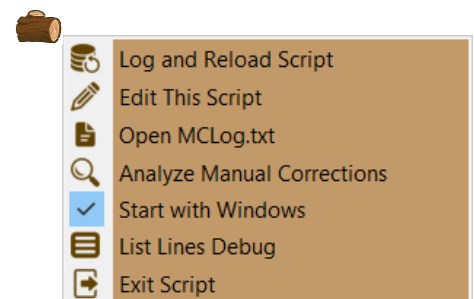 Log and Reload Script
Edit This Script
Open MCLog.txt
Analyze Manual Corrections
Start with Windows
List Lines Debug
Exit Script